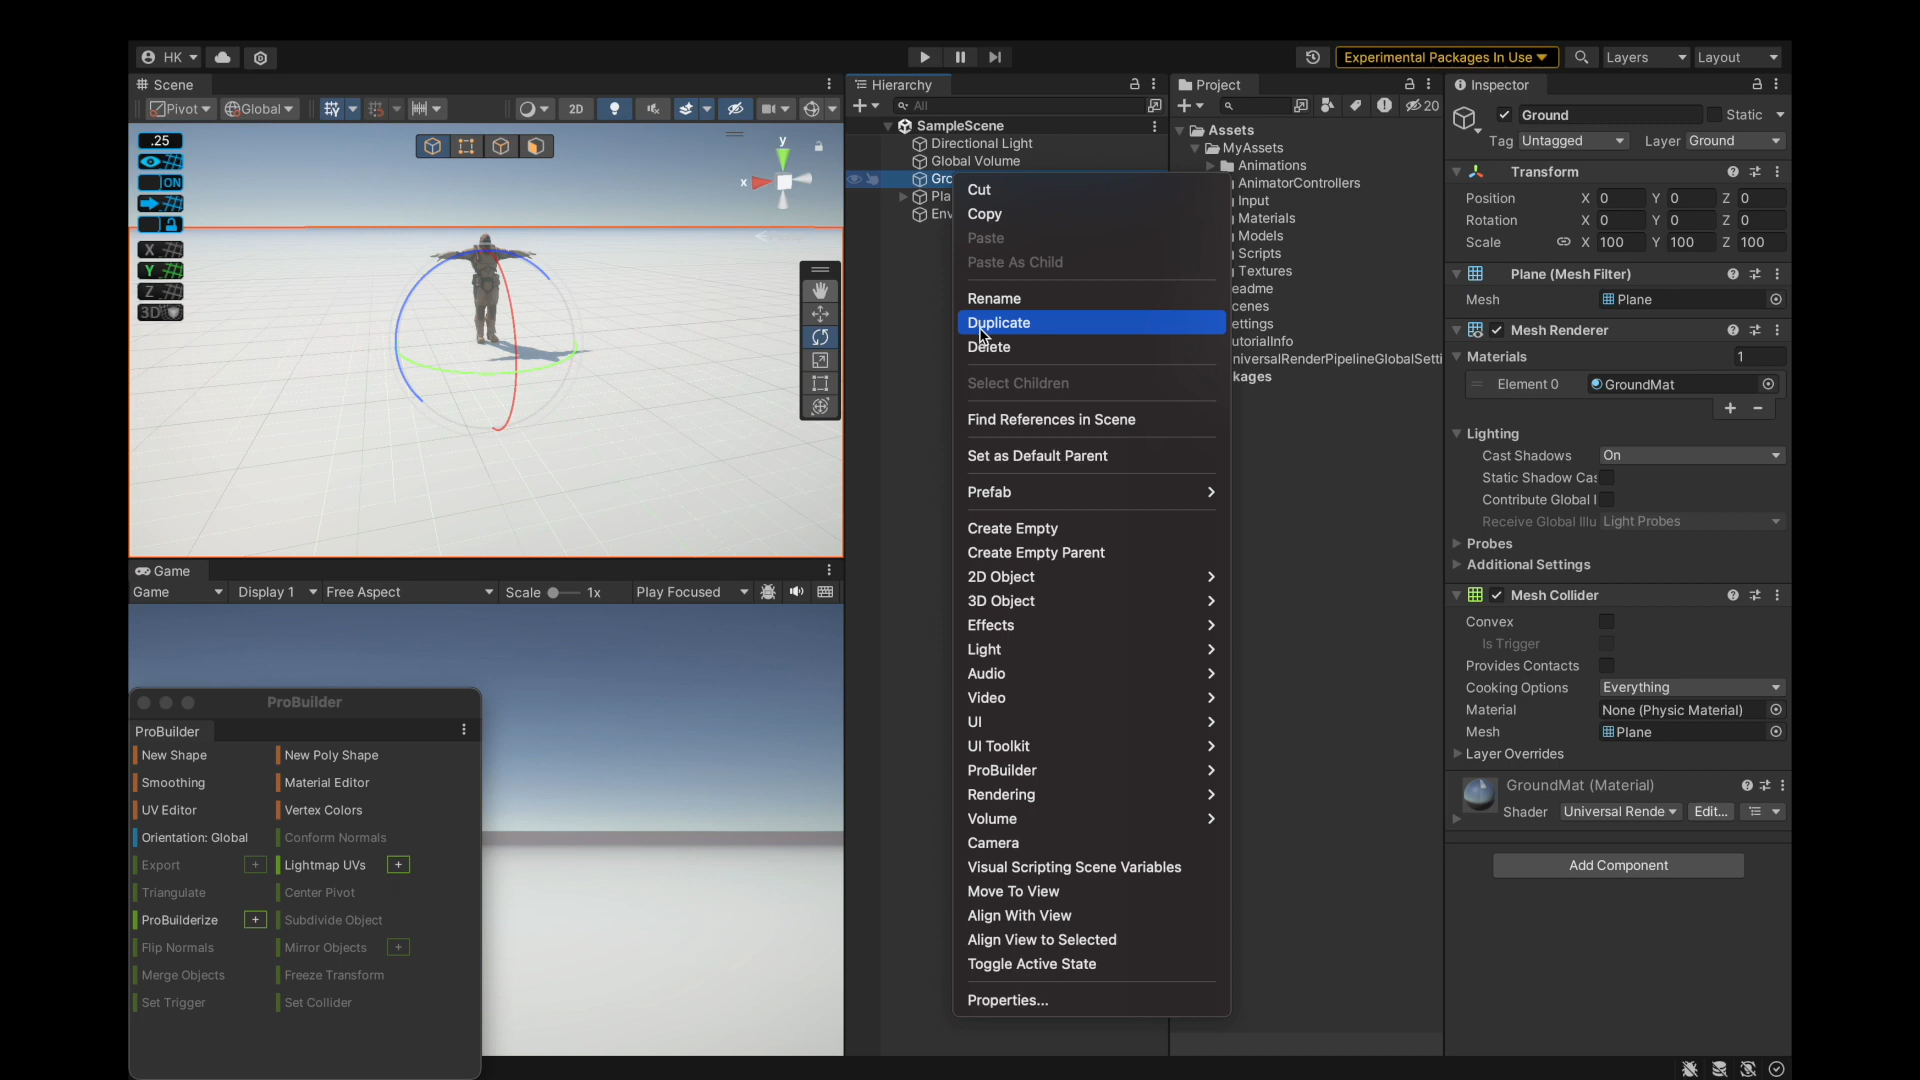 HK
Experimental Packages In Use
Layers
Layout
Scene
Pivot
Global
2D
.25
ON
X
Y
Z
3D
y
x
Hierarchy
All
SampleScene
Directional Light
Global Volume
Gro
Pla
Env
Cut
Copy
Paste
Paste As Child
Rename
Duplicate
Delete
Select Children
Find References in Scene
Set as Default Parent
Prefab
Create Empty
Create Empty Parent
2D Object
3D Object
Effects
Light
Audio
Video
UI
UI Toolkit
ProBuilder
Rendering
Volume
Camera
Visual Scripting Scene Variables
Move To View
Align With View
Align View to Selected
Toggle Active State
Properties...
Project
20
Assets
MyAssets
Animations
AnimatorControllers
Input
Materials
Models
Scripts
Textures
eadme
cenes
ettings
utorialInfo
niversalRenderPipelineGlobalSetti
kages
Inspector
Ground
Static
Tag Untagged Layer Ground
Transform
Position X 0 Y 0 Z 0
Rotation X 0 Y 0 Z 0
Scale X 100 Y 100 Z 100
Plane (Mesh Filter)
Mesh Plane
Mesh Renderer
Materials 1
Element 0 GroundMat
Lighting
Cast Shadows On
Static Shadow Cas
Contribute Global I
Receive Global Illu Light Probes
Probes
Additional Settings
Mesh Collider
Convex
Is Trigger
Provides Contacts
Cooking Options Everything
Material None (Physic Material)
Mesh Plane
Layer Overrides
GroundMat (Material)
Shader Universal Rende Edit...
Add Component
Game
Game Display 1 Free Aspect Scale 1x Play Focused
ProBuilder
ProBuilder
New Shape New Poly Shape
Smoothing Material Editor
UV Editor Vertex Colors
Orientation: Global Conform Normals
Export + Lightmap UVs +
Triangulate Center Pivot
ProBuilderize + Subdivide Object
Flip Normals Mirror Objects +
Merge Objects Freeze Transform
Set Trigger Set Collider